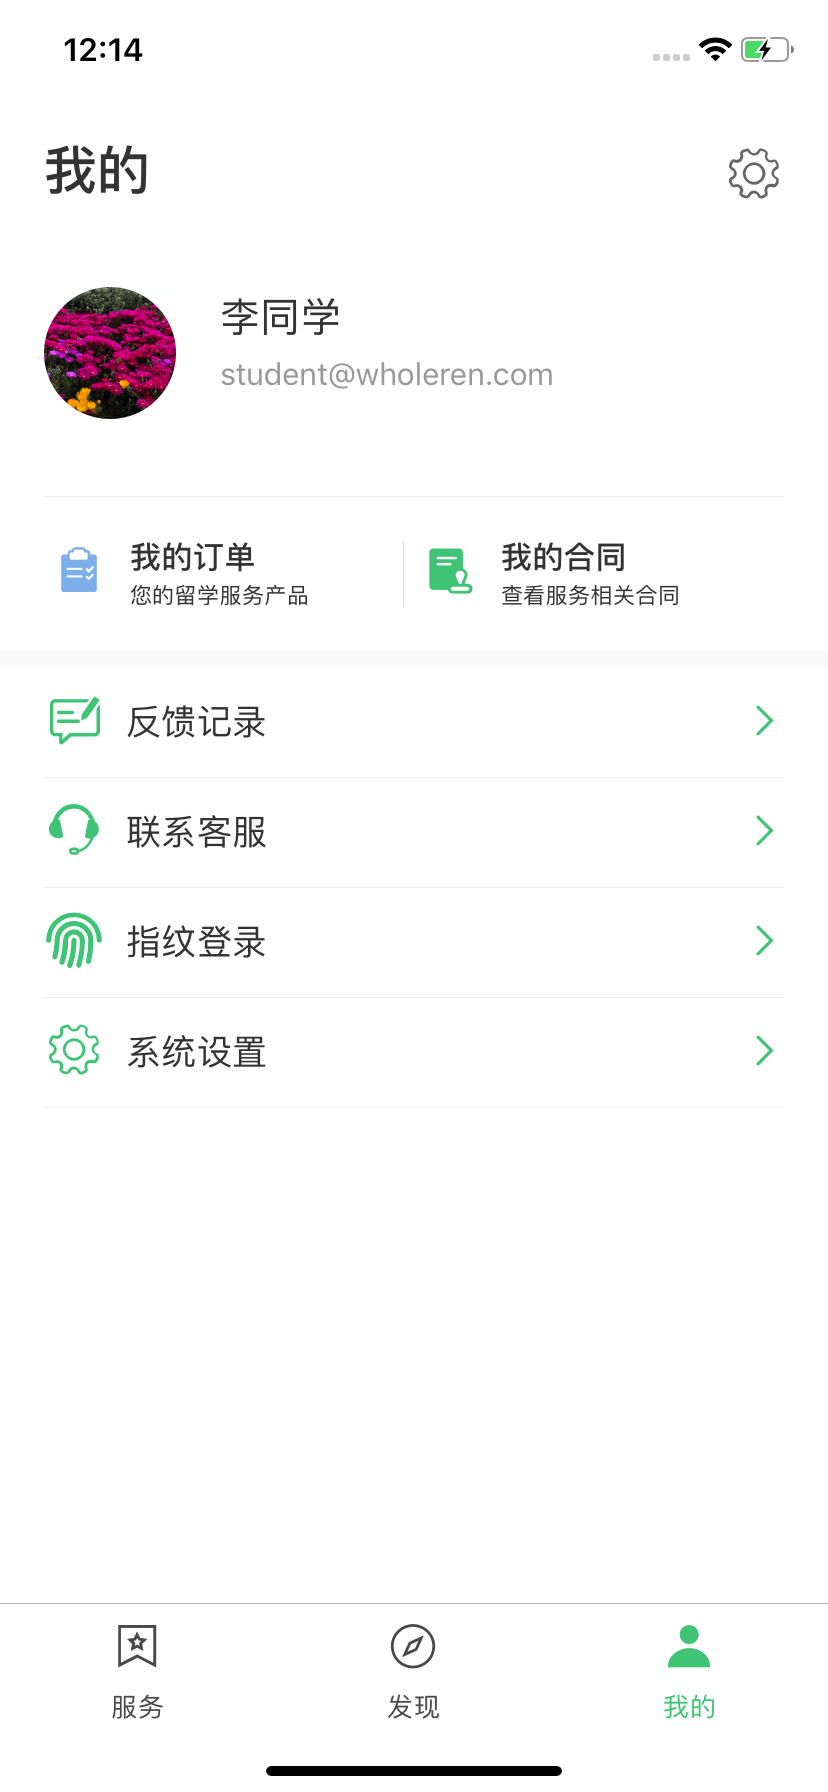 12:14
我的
李同学
student@wholeren.com
我的订单
您的留学服务产品
我的合同
查看服务相关合同
反馈记录
联系客服
指纹登录
系统设置
服务
发现
我的